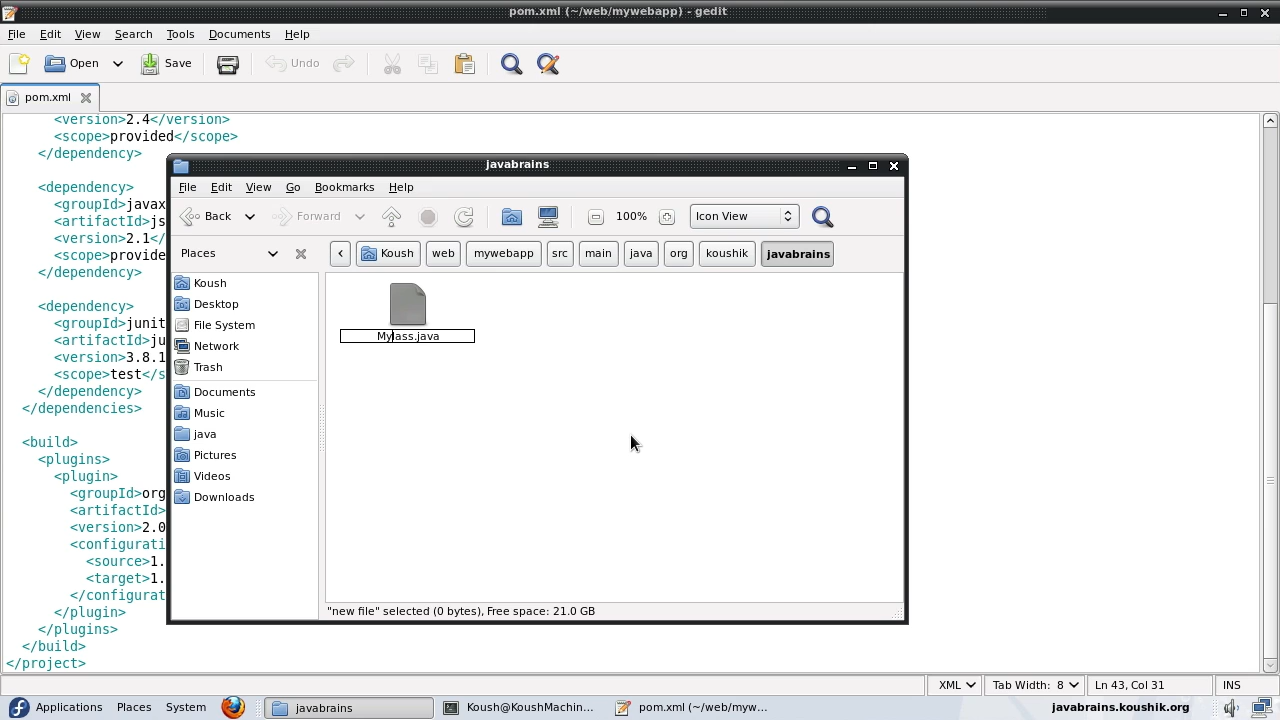 pom.xml (~/web/mywebapp) - gedit
File Edit View Search Tools Documents Help
Open Save Undo
pom.xml
<version>2.4</version>
<scope>provided</scope>
</dependency>
<dependency>
<groupId>javax
<artifactId>js
<version>2.1</
<scope>provide
</dependency>
<dependency>
<groupId>junit
<artifactId>ju
<version>3.8.1
<scope>test</s
</dependency>
</dependencies>
<build>
<plugins>
<plugin>
<groupId>org
<artifactId>
<version>2.0
<configurati
<source>1.
<target>1.
</configurat
</plugin>
</plugins>
</build>
</project>
javabrains
File Edit View Go Bookmarks Help
Back Forward 100% Icon View
Places Koush web mywebapp src main java org koushik javabrains
Koush
Desktop
File System
Network
Trash
Documents
Music
java
Pictures
Videos
Downloads
Mylass.java
"new file" selected (0 bytes), Free space: 21.0 GB
XML Tab Width: 8 Ln 43, Col 31 INS
Applications Places System javabrains Koush@KoushMachin... pom.xml (~/web/myw... javabrains.koushik.org